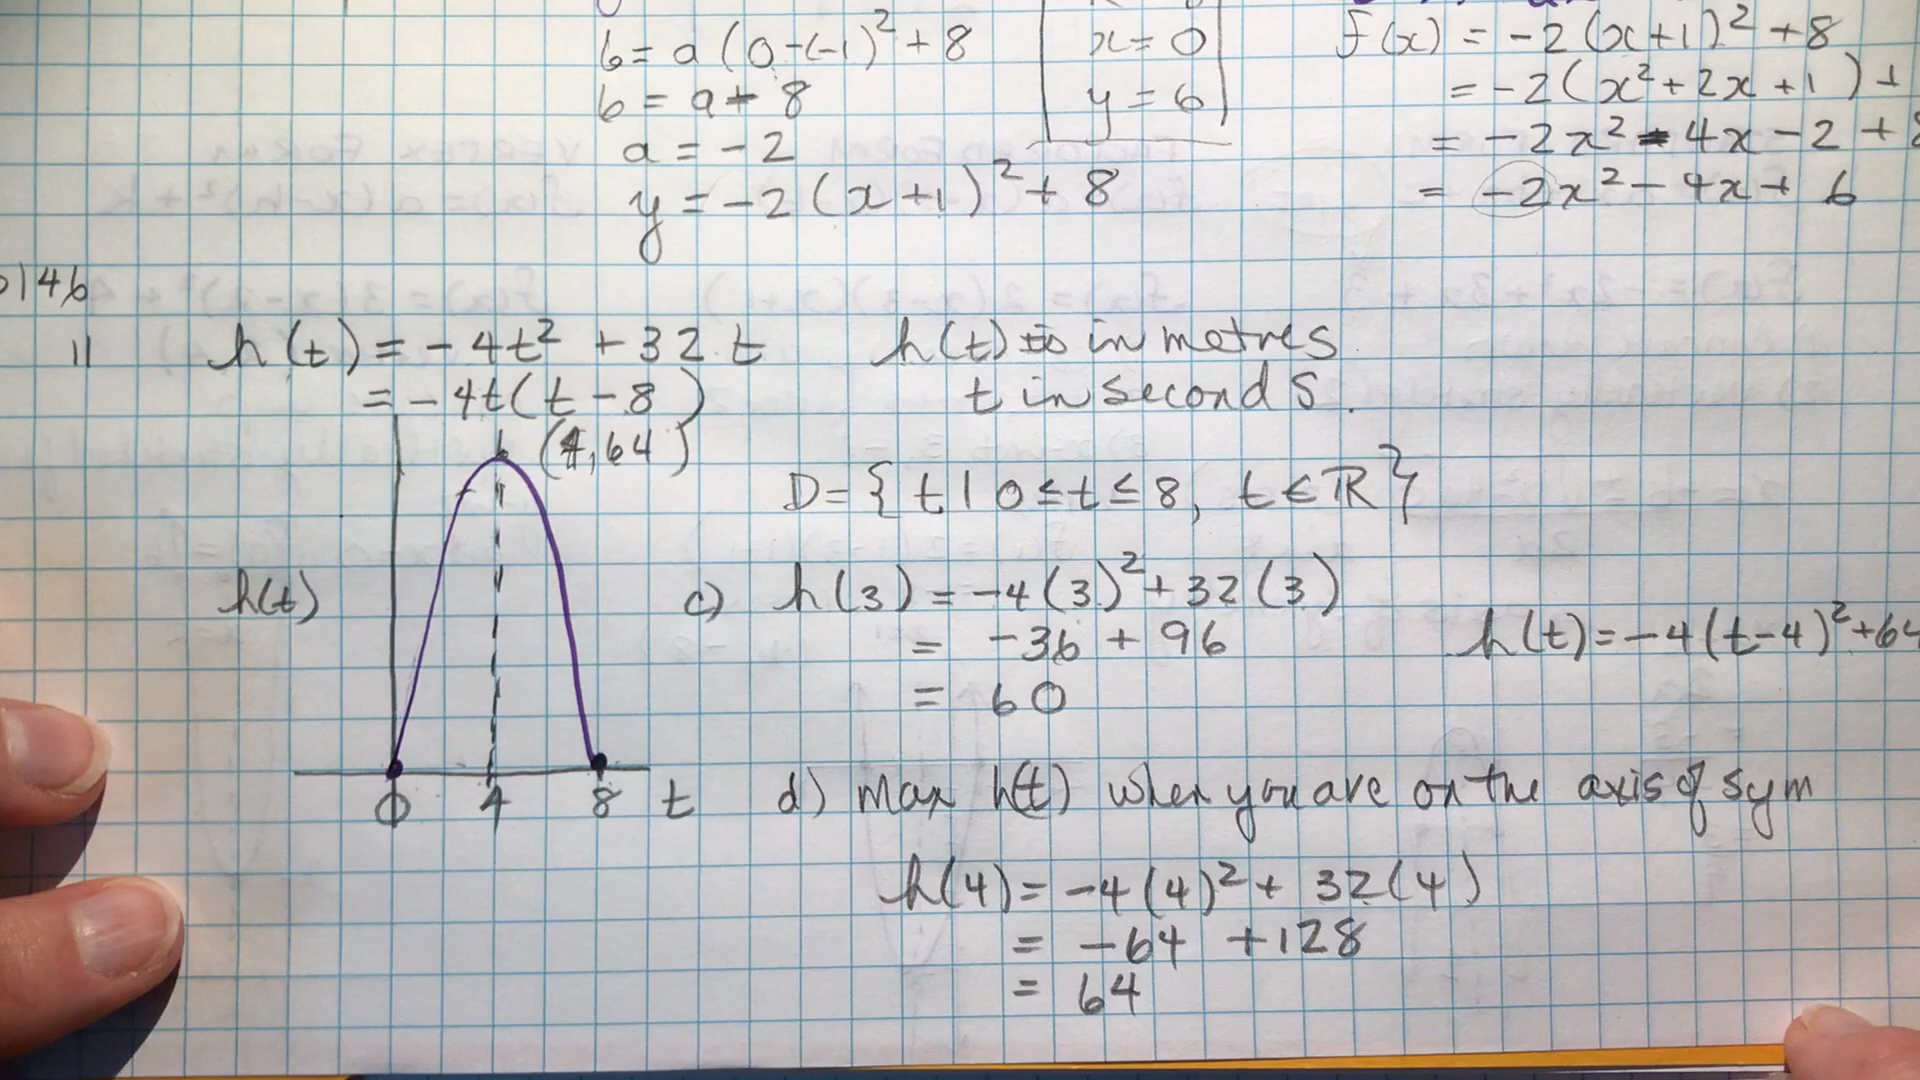 6 = a (0-(-1)² + 8
6 = a + 8
a = -2
y = -2 (x+1)² + 8
x = 0
y = 6
f(x) = -2 (x+1)² + 8
= -2 (x² + 2x + 1) +
= -2x² - 4x - 2 + 8
= -2x² - 4x + 6
p146
11
h(t) = -4t² + 32t
= -4t(t-8)
h(t) is in metres
t in seconds.
(4, 64)
h(t)
0 4 8 t
D = { t | 0 ≤ t ≤ 8, t ∈ ℝ }
c) h(3) = -4(3)² + 32(3)
= -36 + 96
= 60
h(t) = -4(t-4)² + 64
d) max h(t) when you are on the axis of sym
h(4) = -4(4)² + 32(4)
= -64 + 128
= 64